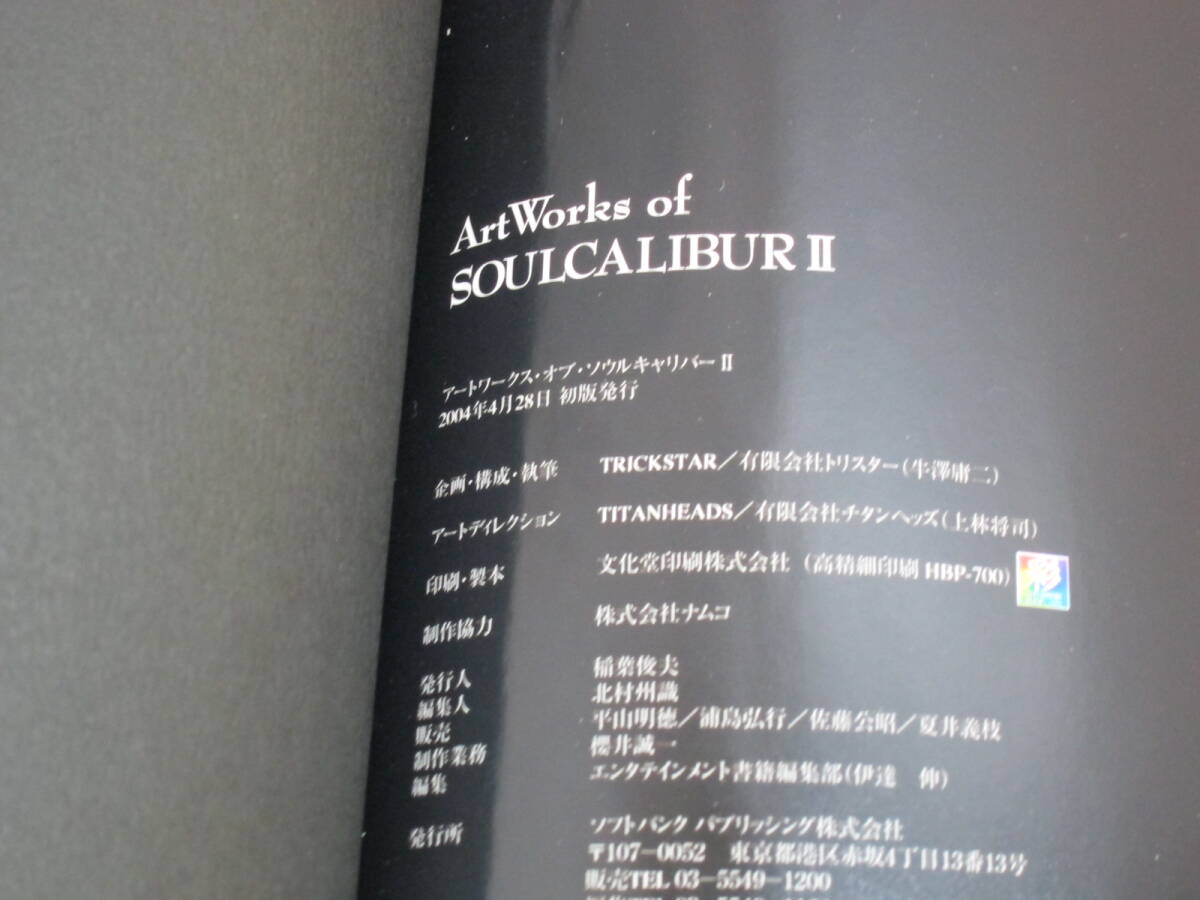 ArtWorks of
SOULCALIBUR II
アートワークス・オブ・ソウルキャリバーII
2004年4月28日 初版発行
企画・構成・執筆 TRICKSTAR／有限会社トリスター（牛澤庸二）
アートディレクション TITANHEADS／有限会社チタンヘッズ（上林将司）
印刷・製本 文化堂印刷株式会社 （高精細印刷 HBP-700） 彩
制作協力 株式会社ナムコ
発行人 稲葉俊夫
編集人 北村州識
販売 平山明徳／浦島弘行／佐藤公昭／夏井義枝
制作業務 櫻井誠一
編集 エンタテインメント書籍編集部（伊達 伸）
発行所 ソフトバンク パブリッシング株式会社
〒107-0052 東京都港区赤坂4丁目13番13号
販売TEL 03-5549-1200